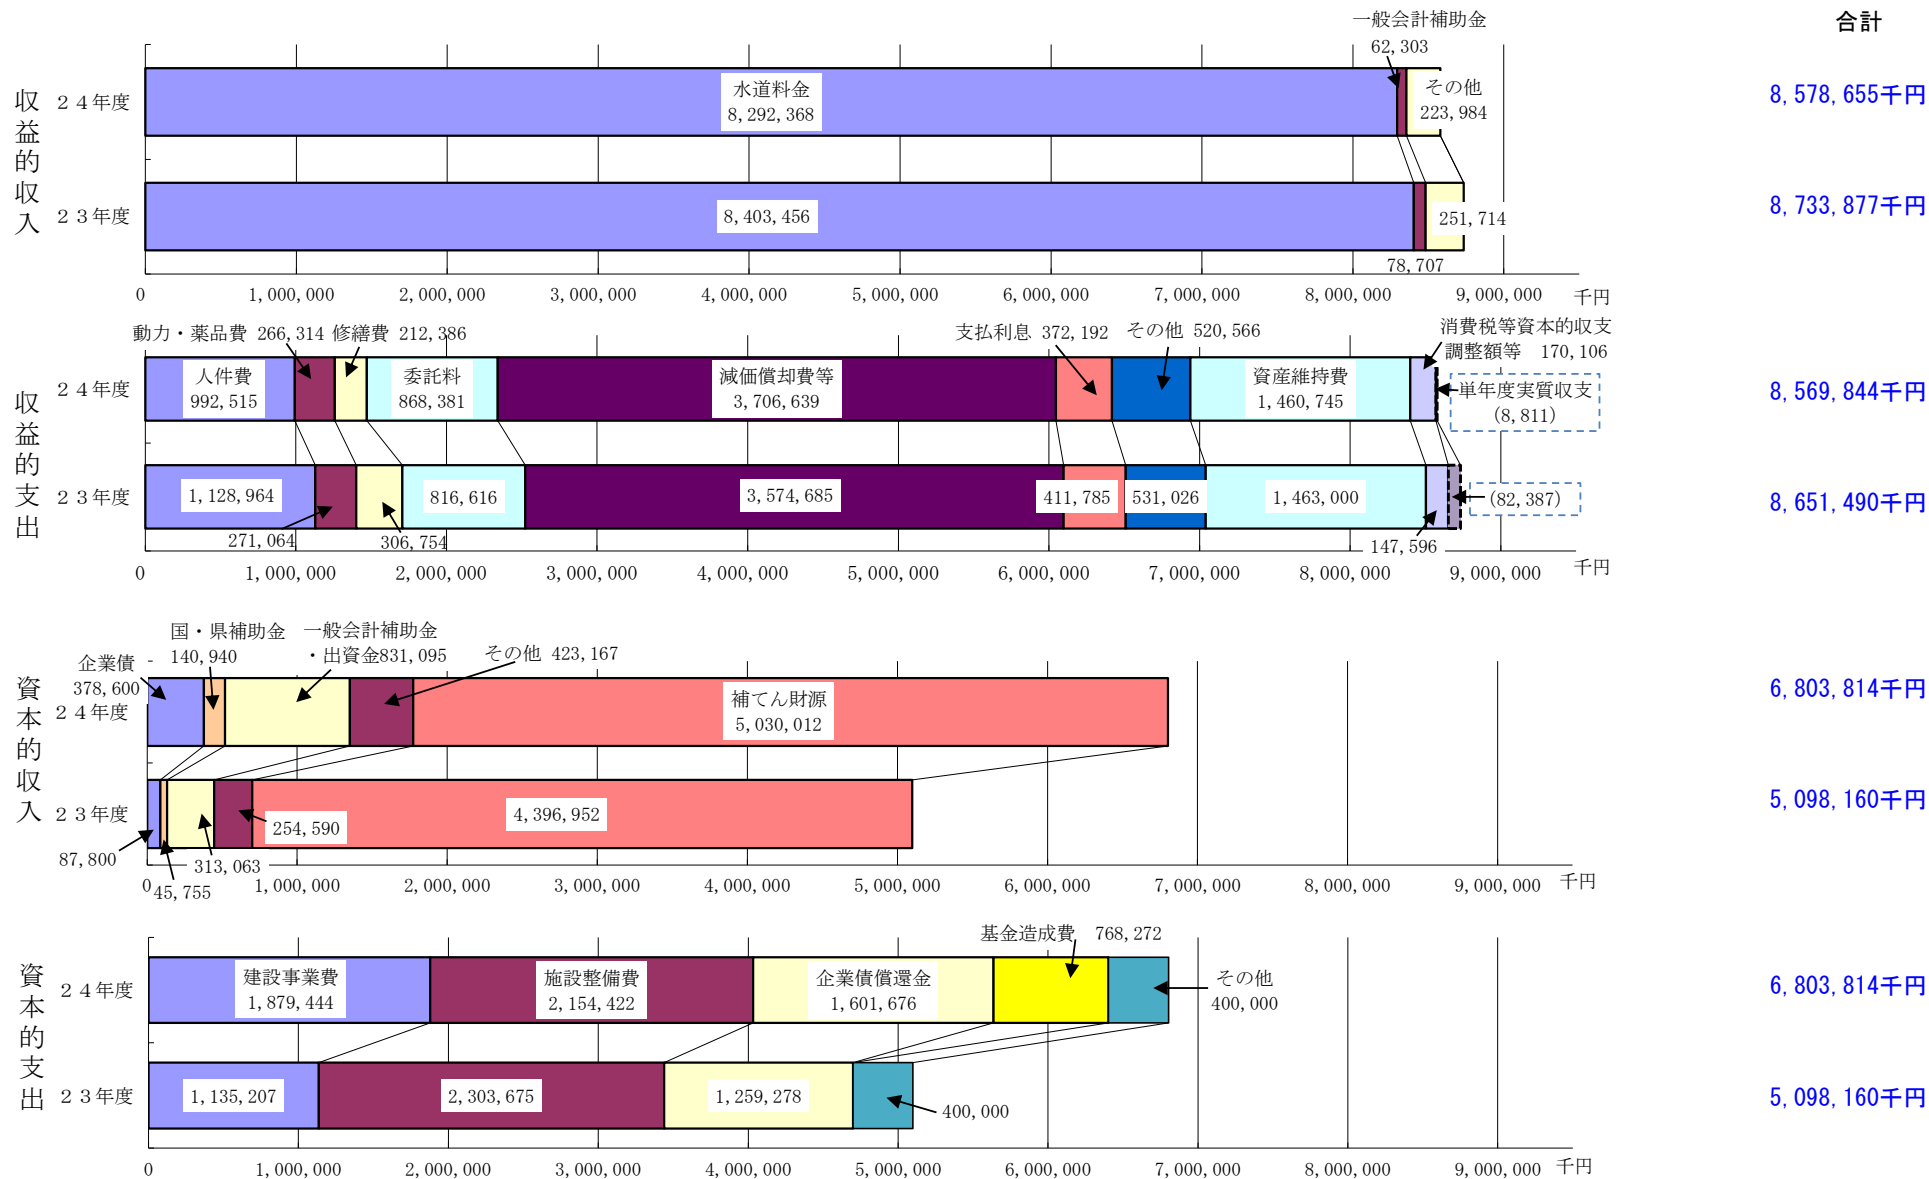 合計
一般会計補助金
62,303
収益的収入
２４年度
水道料金
8,292,368
その他
223,984
8,578,655千円
２３年度
8,403,456
251,714
78,707
8,733,877千円
0 1,000,000 2,000,000 3,000,000 4,000,000 5,000,000 6,000,000 7,000,000 8,000,000 9,000,000 千円
動力・薬品費 266,314 修繕費 212,386
支払利息 372,192 その他 520,566
消費税等資本的収支
調整額等 170,106
収益的支出
２４年度
人件費
992,515
委託料
868,381
減価償却費等
3,706,639
資産維持費
1,460,745
単年度実質収支
(8,811)
8,569,844千円
２３年度
1,128,964
271,064
306,754
816,616
3,574,685
411,785
531,026
1,463,000
147,596
(82,387)
8,651,490千円
0 1,000,000 2,000,000 3,000,000 4,000,000 5,000,000 6,000,000 7,000,000 8,000,000 9,000,000 千円
資本的収入
２４年度
企業債
378,600
国・県補助金
140,940
一般会計補助金
・出資金831,095
その他 423,167
補てん財源
5,030,012
6,803,814千円
２３年度
87,800
45,755
313,063
254,590
4,396,952
5,098,160千円
0 1,000,000 2,000,000 3,000,000 4,000,000 5,000,000 6,000,000 7,000,000 8,000,000 9,000,000 千円
資本的支出
２４年度
建設事業費
1,879,444
施設整備費
2,154,422
企業債償還金
1,601,676
基金造成費 768,272
その他
400,000
6,803,814千円
２３年度
1,135,207
2,303,675
1,259,278
400,000
5,098,160千円
0 1,000,000 2,000,000 3,000,000 4,000,000 5,000,000 6,000,000 7,000,000 8,000,000 9,000,000 千円